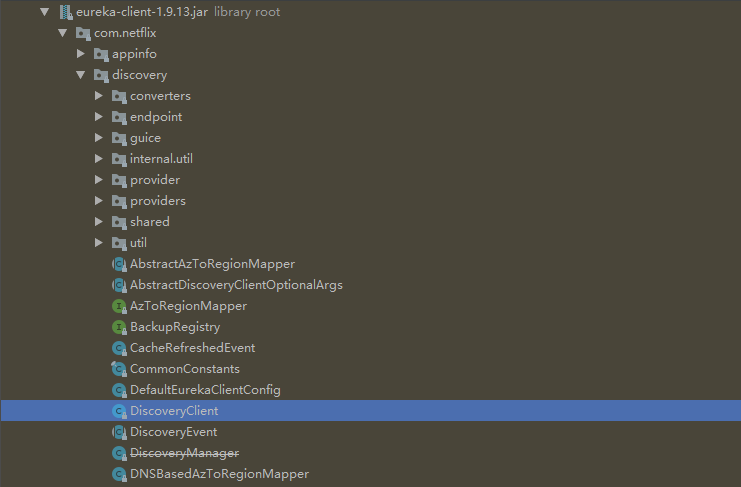 eureka-client-1.9.13.jar library root
com.netflix
appinfo
discovery
converters
endpoint
guice
internal.util
provider
providers
shared
util
AbstractAzToRegionMapper
AbstractDiscoveryClientOptionalArgs
AzToRegionMapper
BackupRegistry
CacheRefreshedEvent
CommonConstants
DefaultEurekaClientConfig
DiscoveryClient
DiscoveryEvent
DiscoveryManager
DNSBasedAzToRegionMapper